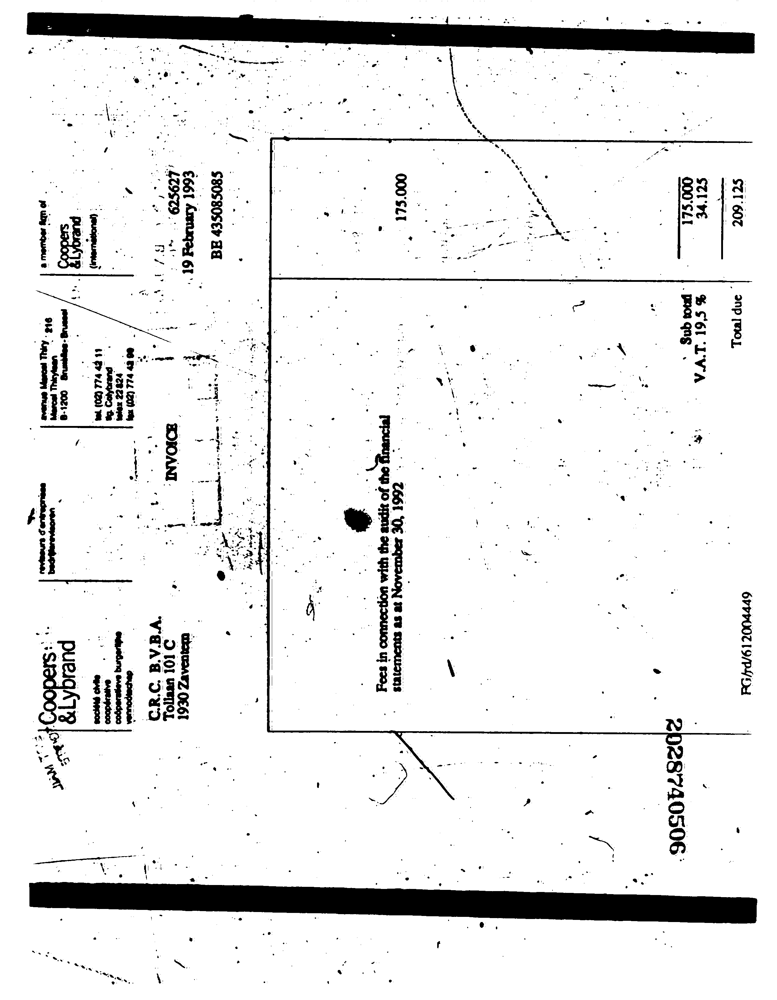 Coopers
& Lybrand
société civile
coopérative
coöperatieve burgerlijke
vennootschap
reviseurs d'entreprises
bedrijfsrevisoren
avenue Marcel Thiry 216
Marcel Thirylaan
B-1200 Bruxelles - Brussel
tel. (02) 774 42 11
tlg. Colybrand
telex 22 824
fax (02) 774 42 99
a member firm of
Coopers
& Lybrand
(International)
C.R.C. B.V.B.A.
Tollaan 101 C
1930 Zaventem
INVOICE
625627
19 February 1993
BE 435085085
Fees in connection with the audit of the financial
statements as at November 30, 1992
175.000
Sub total 175.000
V.A.T. 19,5 % 34.125
Total due 209.125
FG/rd/612004449
2028740506